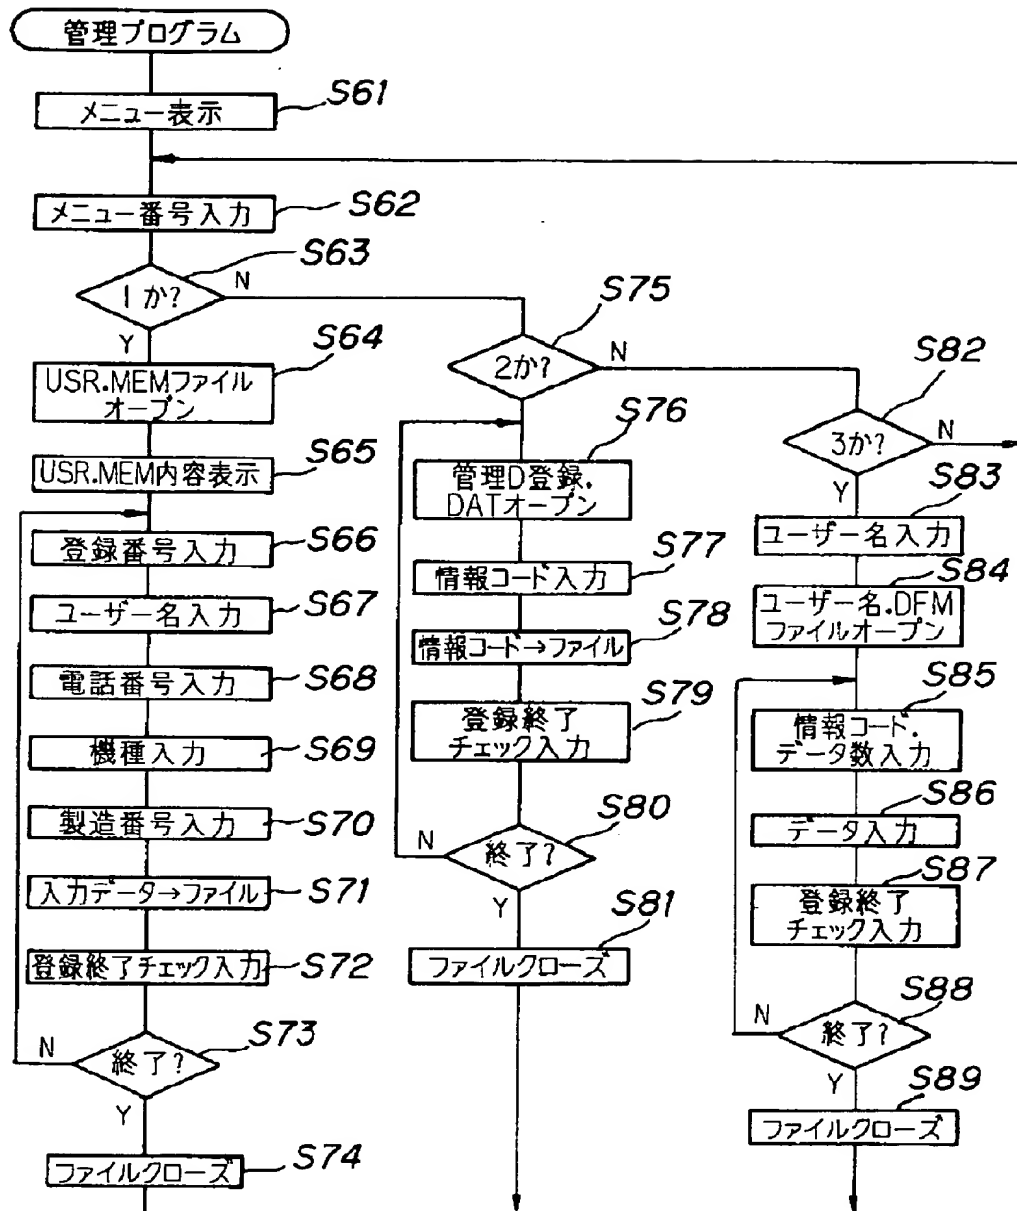 管理プログラム
メニュー表示
S61
メニュー番号入力
S62
1か?
S63
N
Y
USR.MEMファイル
オープン
S64
USR.MEM内容表示
S65
登録番号入力
S66
ユーザー名入力
S67
電話番号入力
S68
機種入力
S69
製造番号入力
S70
入力データ→ファイル
S71
登録終了チェック入力
S72
終了?
S73
N
Y
ファイルクローズ
S74
2か?
S75
N
管理D登録.
DATオープン
S76
情報コード入力
S77
情報コード→ファイル
S78
登録終了
チェック入力
S79
終了?
S80
N
Y
ファイルクローズ
S81
3か?
S82
N
Y
ユーザー名入力
S83
ユーザー名.DFM
ファイルオープン
S84
情報コード.
データ数入力
S85
データ入力
S86
登録終了
チェック入力
S87
終了?
S88
N
Y
ファイルクローズ
S89